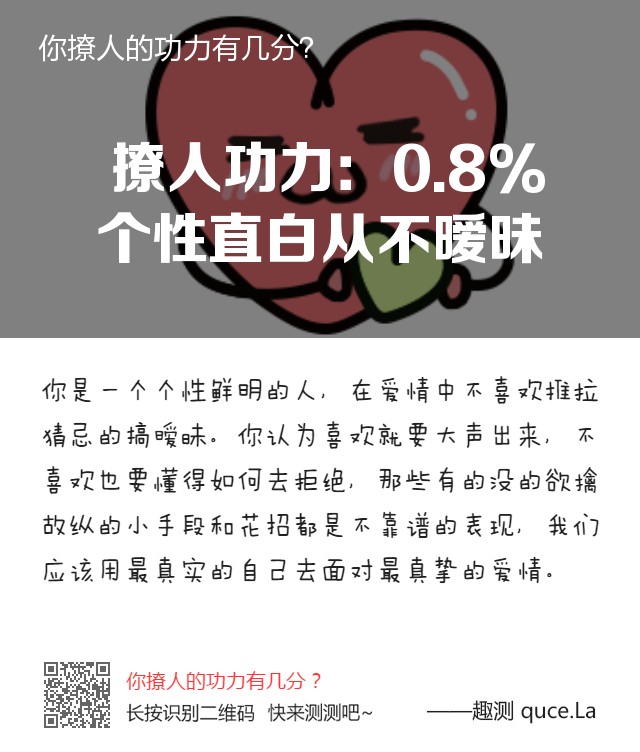 你撩人的功力有几分?
撩人功力: 0.8%
个性直白从不暧昧
你是一个个性鲜明的人, 在爱情中不喜欢推拉
猜忌的搞暧昧。你认为喜欢就要大声出来, 不
喜欢也要懂得如何去拒绝, 那些有的没的欲擒
故纵的小手段和花招都是不靠谱的表现, 我们
应该用最真实的自己去面对最真挚的爱情。
你撩人的功力有几分？
长按识别二维码 快来测测吧~
——趣测 quce.La